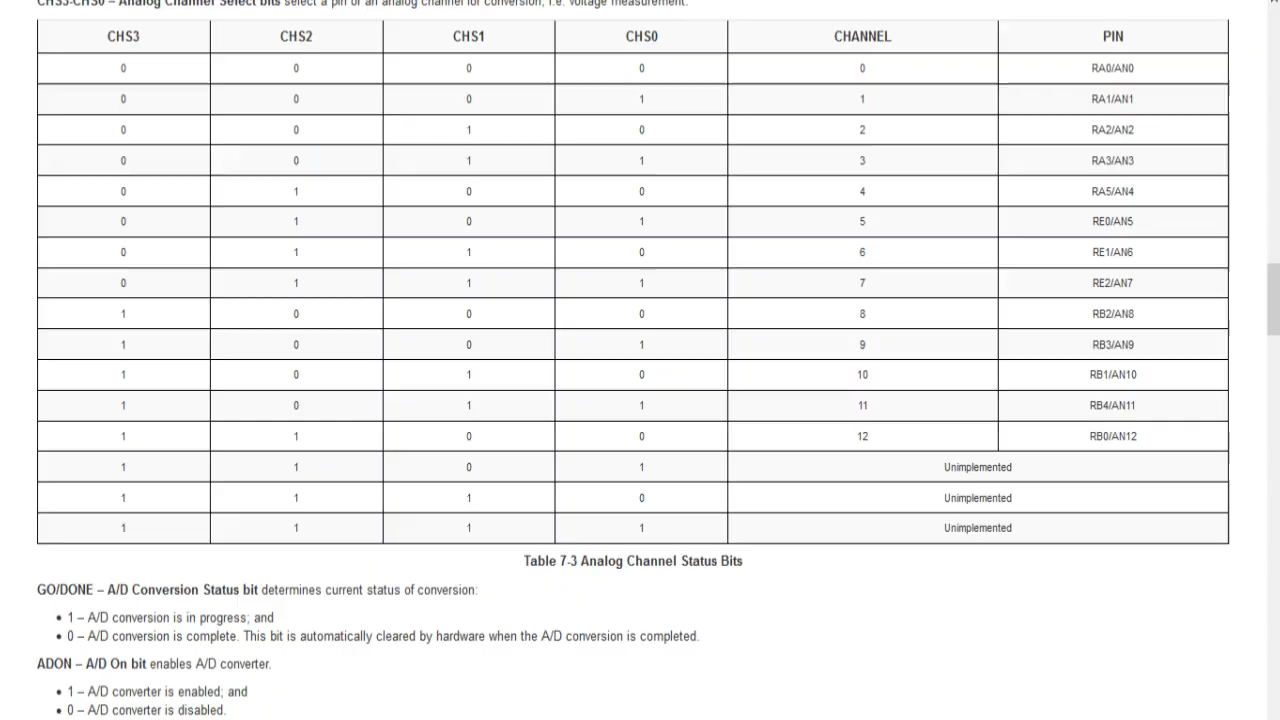 CHS3-CHS0 – Analog Channel Select bits select a pin or an analog channel for conversion, i.e. voltage measurement.
CHS3 CHS2 CHS1 CHS0 CHANNEL PIN
0 0 0 0 0 RA0/AN0
0 0 0 1 1 RA1/AN1
0 0 1 0 2 RA2/AN2
0 0 1 1 3 RA3/AN3
0 1 0 0 4 RA5/AN4
0 1 0 1 5 RE0/AN5
0 1 1 0 6 RE1/AN6
0 1 1 1 7 RE2/AN7
1 0 0 0 8 RB2/AN8
1 0 0 1 9 RB3/AN9
1 0 1 0 10 RB1/AN10
1 0 1 1 11 RB4/AN11
1 1 0 0 12 RB0/AN12
1 1 0 1 Unimplemented
1 1 1 0 Unimplemented
1 1 1 1 Unimplemented
Table 7-3 Analog Channel Status Bits
GO/DONE – A/D Conversion Status bit determines current status of conversion:
• 1 – A/D conversion is in progress; and
• 0 – A/D conversion is complete. This bit is automatically cleared by hardware when the A/D conversion is completed.
ADON – A/D On bit enables A/D converter.
• 1 – A/D converter is enabled; and
• 0 – A/D converter is disabled.